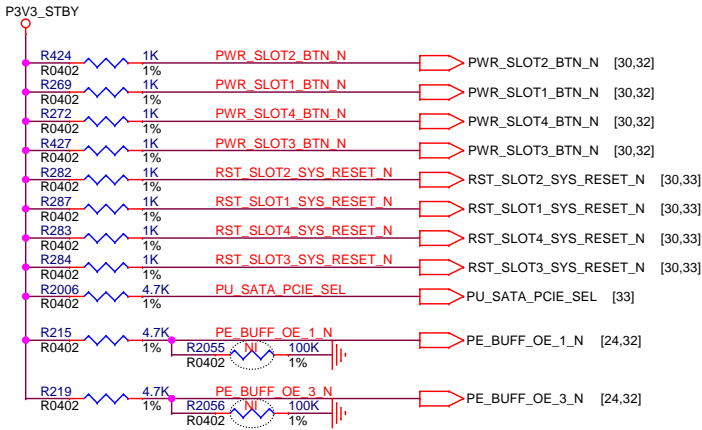 P3V3_STBY
R424 1K PWR_SLOT2_BTN_N
R0402 1% PWR_SLOT2_BTN_N [30,32]
R269 1K PWR_SLOT1_BTN_N
R0402 1% PWR_SLOT1_BTN_N [30,32]
R272 1K PWR_SLOT4_BTN_N
R0402 1% PWR_SLOT4_BTN_N [30,32]
R427 1K PWR_SLOT3_BTN_N
R0402 1% PWR_SLOT3_BTN_N [30,32]
R282 1K RST_SLOT2_SYS_RESET_N
R0402 1% RST_SLOT2_SYS_RESET_N [30,33]
R287 1K RST_SLOT1_SYS_RESET_N
R0402 1% RST_SLOT1_SYS_RESET_N [30,33]
R283 1K RST_SLOT4_SYS_RESET_N
R0402 1% RST_SLOT4_SYS_RESET_N [30,33]
R284 1K RST_SLOT3_SYS_RESET_N
R0402 1% RST_SLOT3_SYS_RESET_N [30,33]
R2006 4.7K PU_SATA_PCIE_SEL
R0402 1% PU_SATA_PCIE_SEL [33]
R215 4.7K PE_BUFF_OE_1_N
R0402 1% R2055 NI 100K PE_BUFF_OE_1_N [24,32]
R0402 1%
R219 4.7K PE_BUFF_OE_3_N
R0402 1% R2056 NI 100K PE_BUFF_OE_3_N [24,32]
R0402 1%